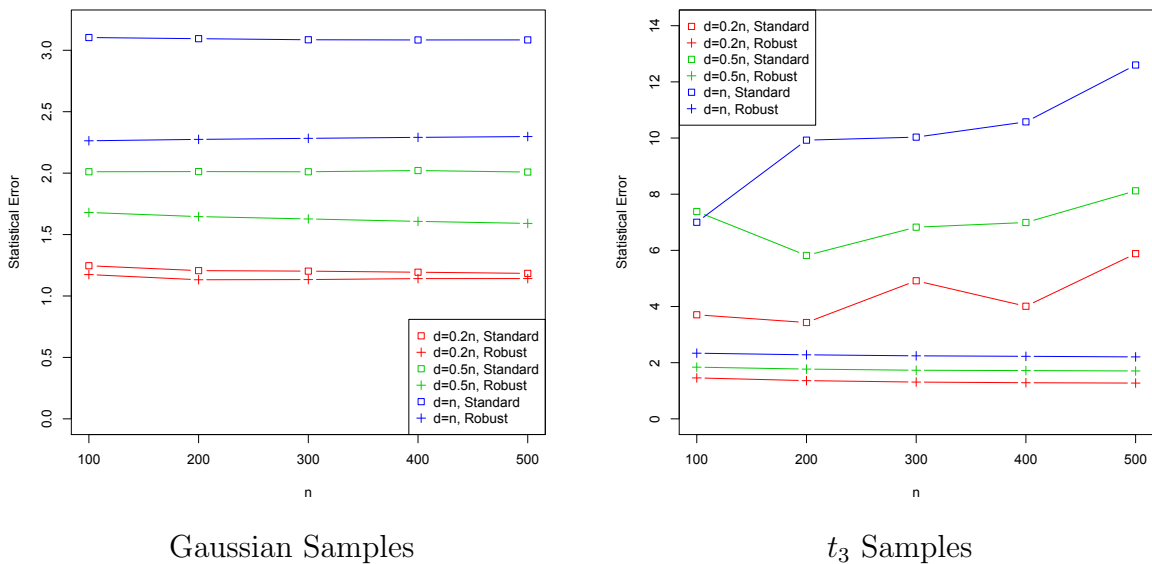 Statistical Error
3.0
2.5
2.0
1.5
1.0
0.5
0.0
d=0.2n, Standard
d=0.2n, Robust
d=0.5n, Standard
d=0.5n, Robust
d=n, Standard
d=n, Robust
100 200 300 400 500
n
Gaussian Samples
Statistical Error
14
12
10
8
6
4
2
0
d=0.2n, Standard
d=0.2n, Robust
d=0.5n, Standard
d=0.5n, Robust
d=n, Standard
d=n, Robust
100 200 300 400 500
n
t₃ Samples